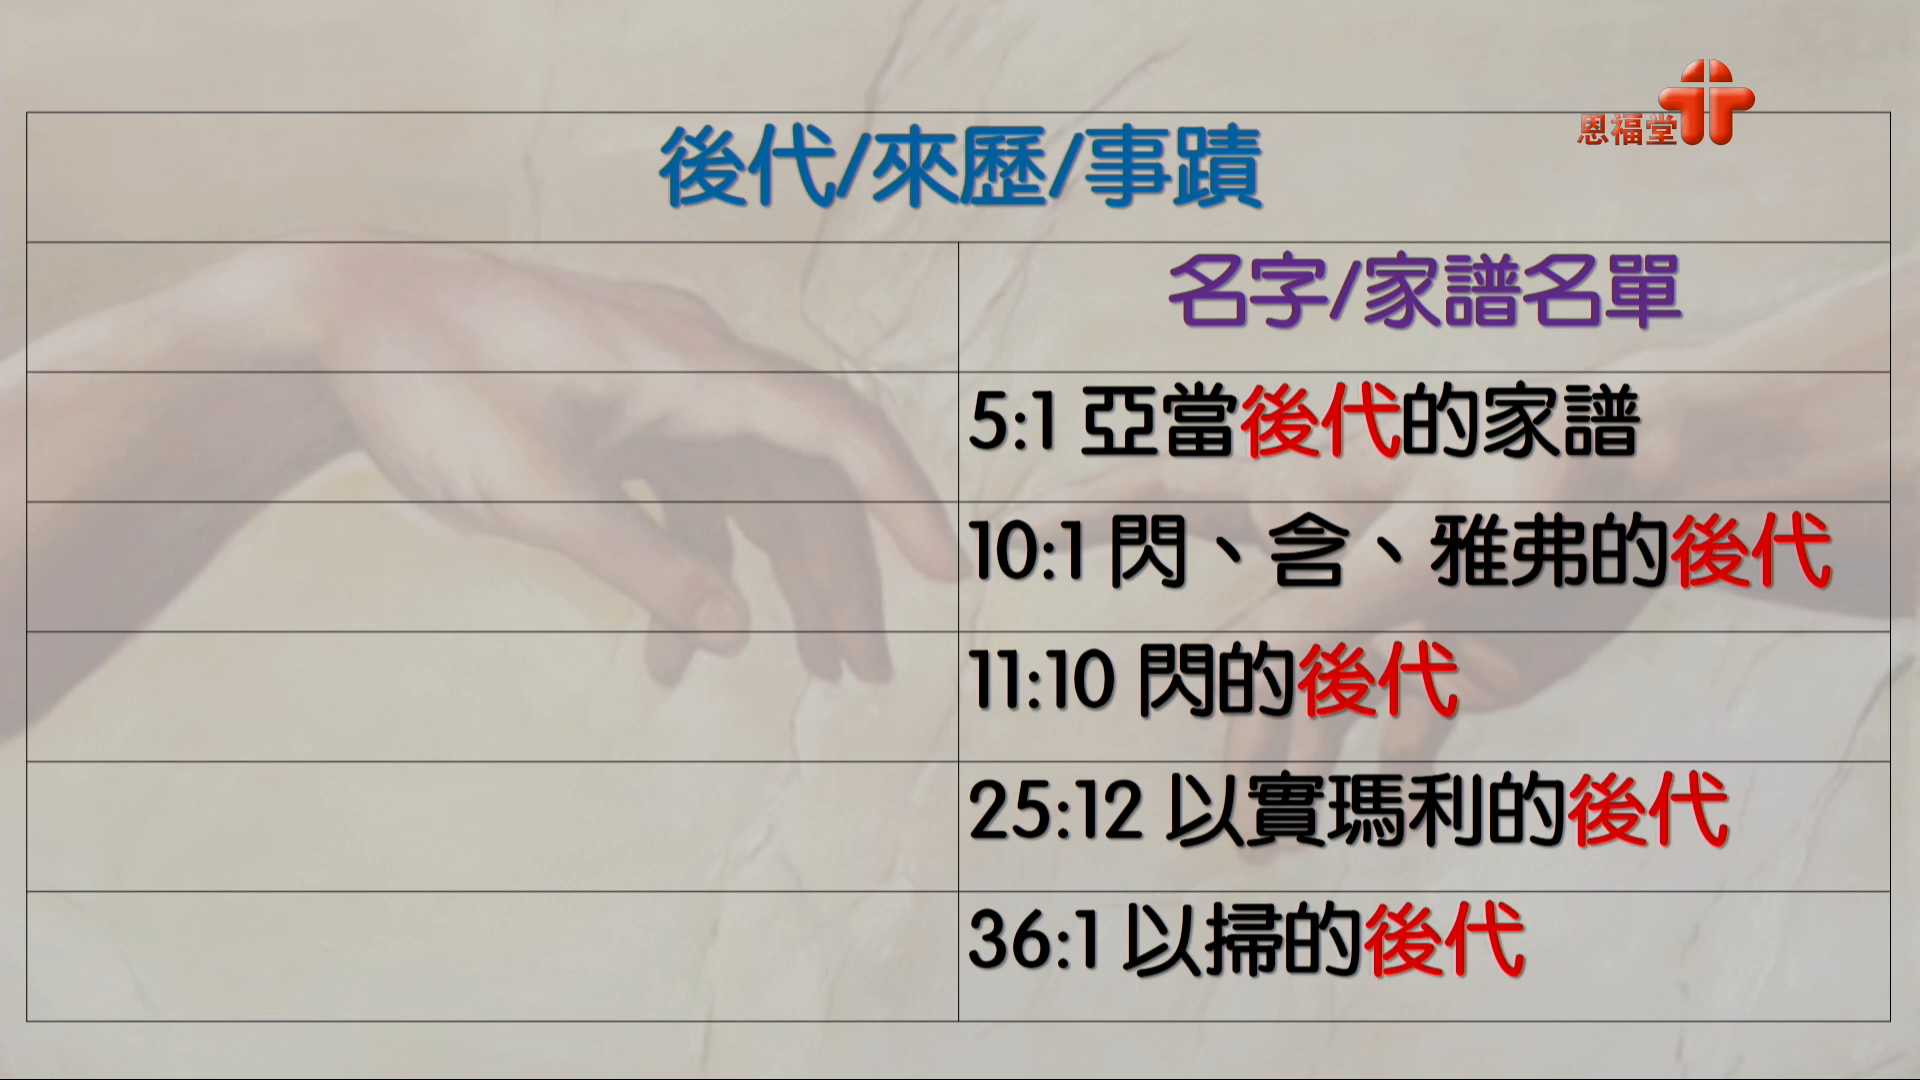 恩福堂
後代/來歷/事蹟
名字/家譜名單
5:1 亞當後代的家譜
10:1 閃、含、雅弗的後代
11:10 閃的後代
25:12 以實瑪利的後代
36:1 以掃的後代